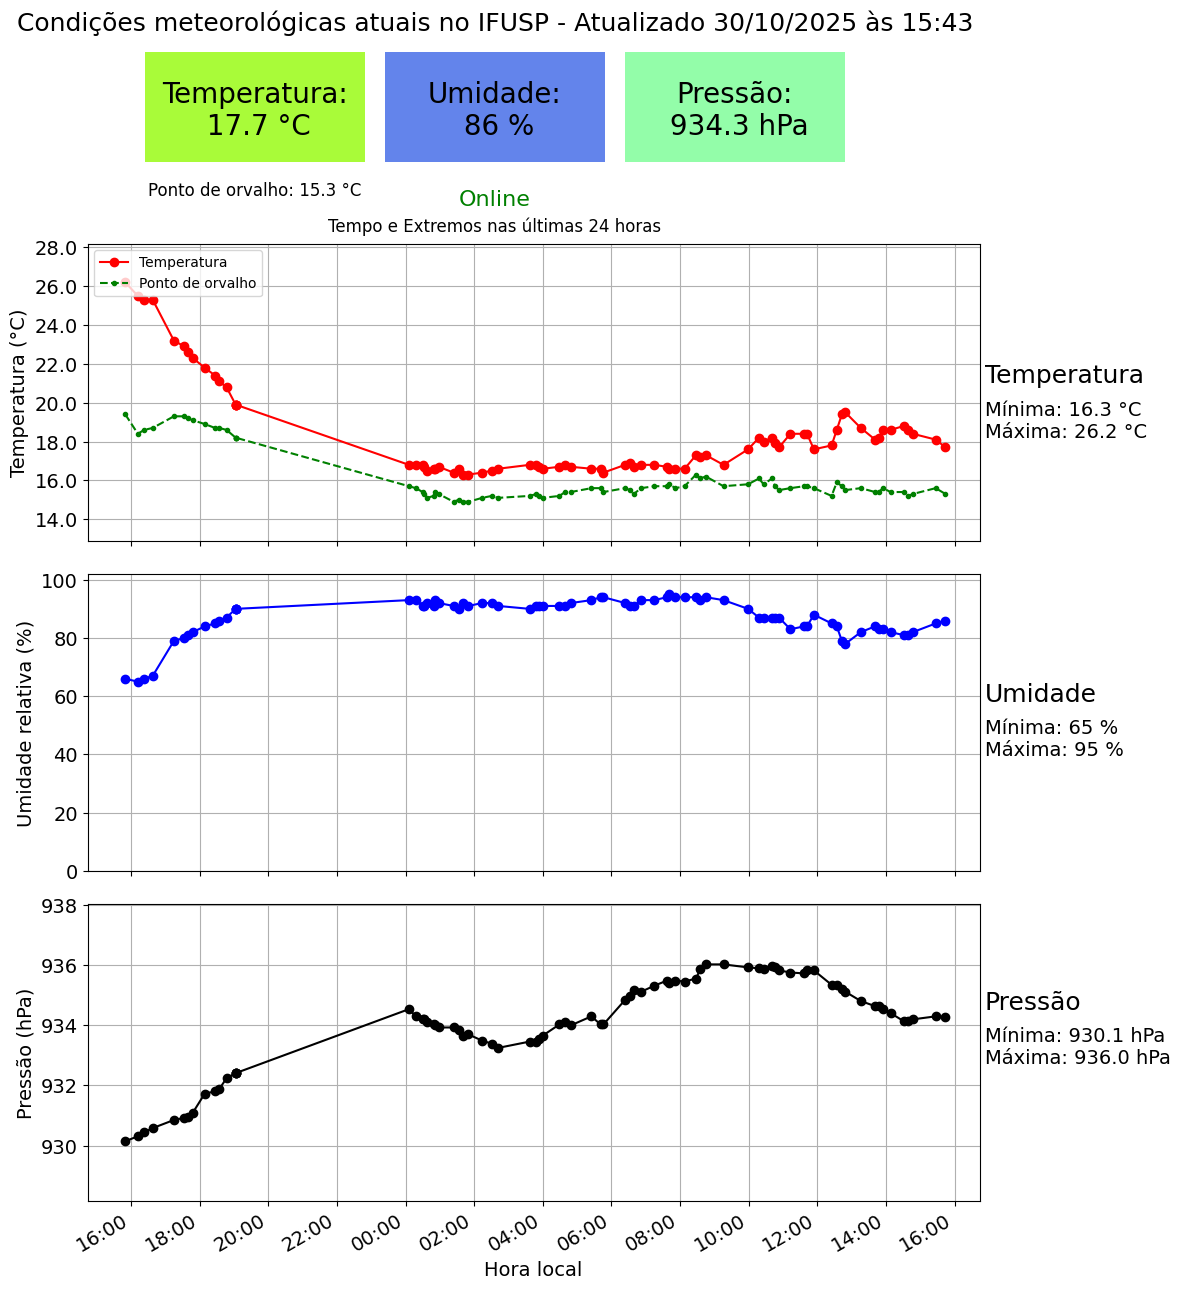 Condições meteorológicas atuais no IFUSP - Atualizado 30/10/2025 às 15:43
Temperatura:
17.7 °C
Umidade:
86 %
Pressão:
934.3 hPa
Ponto de orvalho: 15.3 °C
Online
Tempo e Extremos nas últimas 24 horas
Temperatura (°C)
28.0
26.0
24.0
22.0
20.0
18.0
16.0
14.0
Temperatura
Ponto de orvalho
Temperatura
Mínima: 16.3 °C
Máxima: 26.2 °C
Umidade relativa (%)
100
80
60
40
20
0
Umidade
Mínima: 65 %
Máxima: 95 %
Pressão (hPa)
938
936
934
932
930
Pressão
Mínima: 930.1 hPa
Máxima: 936.0 hPa
16:00
18:00
20:00
22:00
00:00
02:00
04:00
06:00
08:00
10:00
12:00
14:00
16:00
Hora local